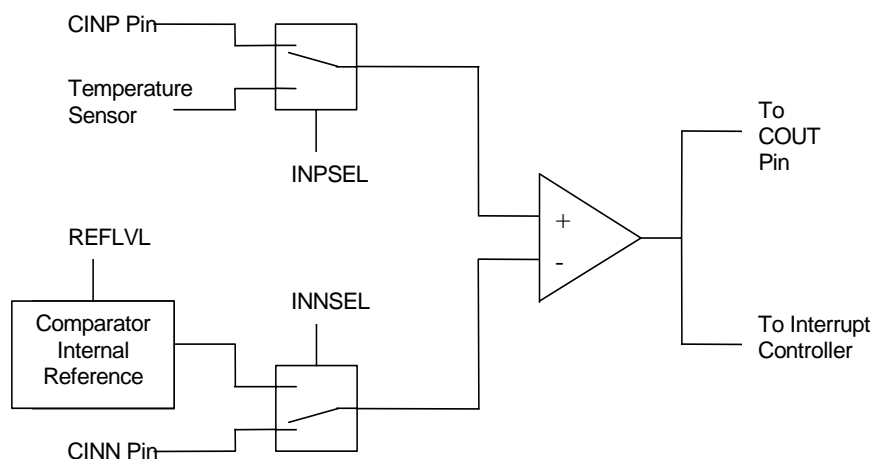 CINP Pin
Temperature
Sensor
INPSEL
To
COUT
Pin
+
-
REFLVL
INNSEL
Comparator
Internal
Reference
To Interrupt
Controller
CINN Pin